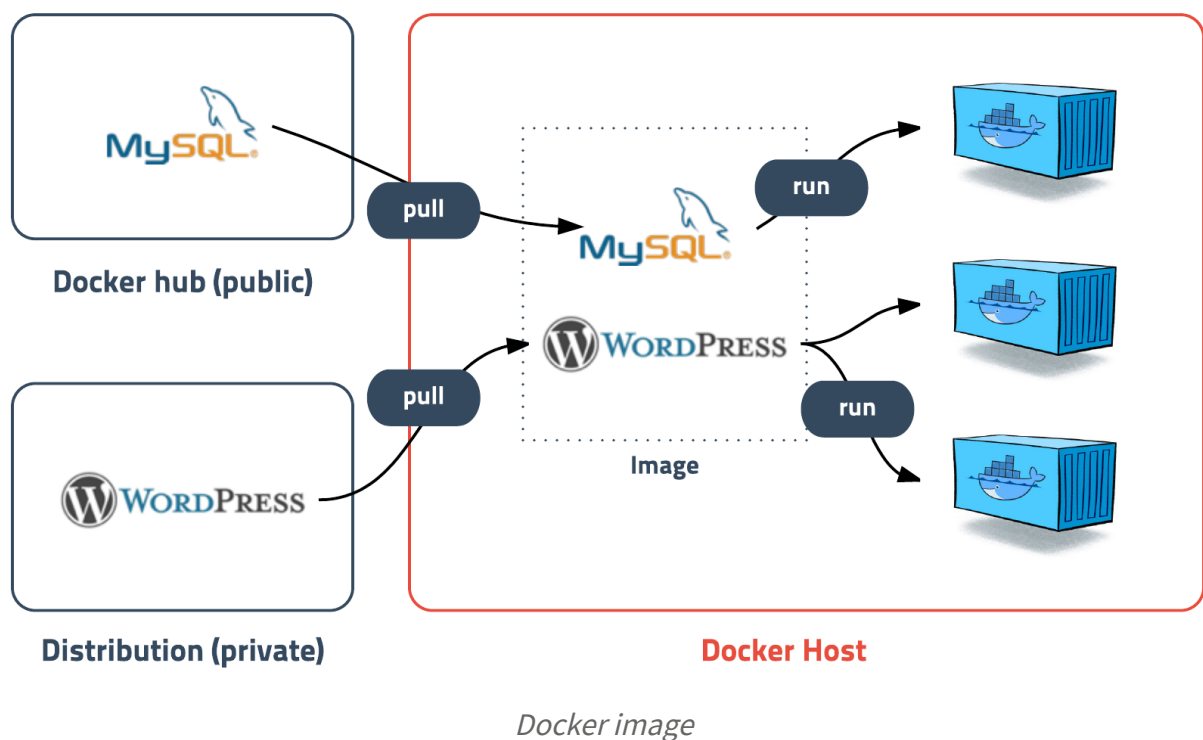 MySQL®
pull
Docker hub (public)
WORDPRESS
pull
Distribution (private)
MySQL®
WORDPRESS
Image
run
run
Docker Host
Docker image